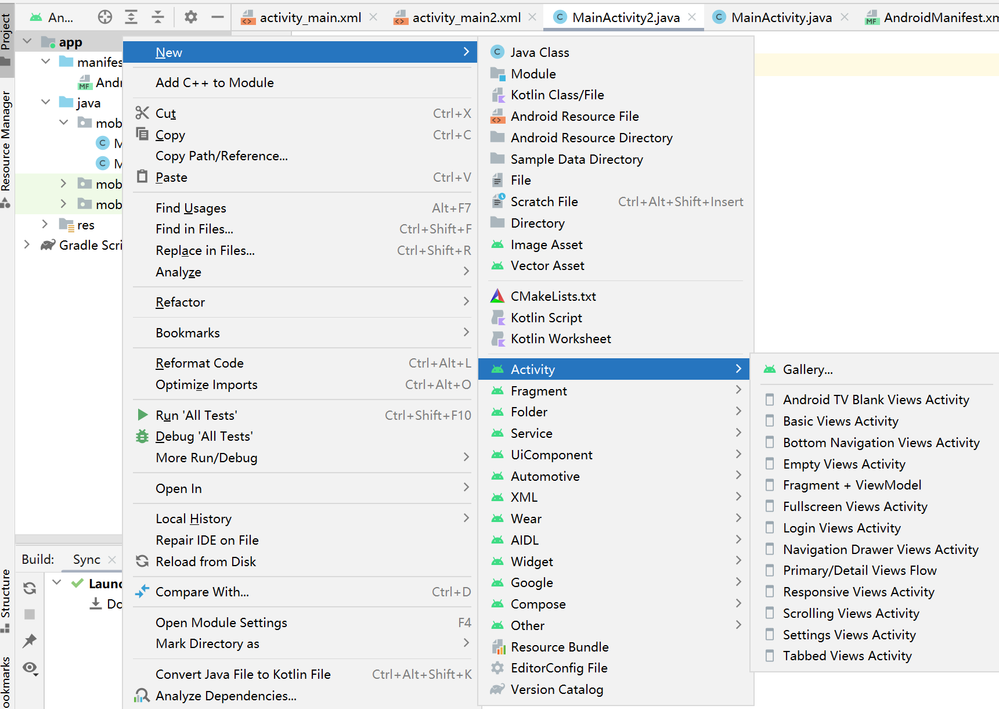 An...
activity_main.xml
activity_main2.xml
MainActivity2.java
MainActivity.java
AndroidManifest.xm
Project
Resource Manager
Structure
ookmarks
app
manifes
Andr
java
mob
M
M
mob
mob
res
Gradle Scri
Build:
Sync
Launc
Do
New
Add C++ to Module
Cut Ctrl+X
Copy Ctrl+C
Copy Path/Reference...
Paste Ctrl+V
Find Usages Alt+F7
Find in Files... Ctrl+Shift+F
Replace in Files... Ctrl+Shift+R
Analyze
Refactor
Bookmarks
Reformat Code Ctrl+Alt+L
Optimize Imports Ctrl+Alt+O
Run 'All Tests' Ctrl+Shift+F10
Debug 'All Tests'
More Run/Debug
Open In
Local History
Repair IDE on File
Reload from Disk
Compare With... Ctrl+D
Open Module Settings F4
Mark Directory as
Convert Java File to Kotlin File Ctrl+Alt+Shift+K
Analyze Dependencies...
Java Class
Module
Kotlin Class/File
Android Resource File
Android Resource Directory
Sample Data Directory
File
Scratch File Ctrl+Alt+Shift+Insert
Directory
Image Asset
Vector Asset
CMakeLists.txt
Kotlin Script
Kotlin Worksheet
Activity
Fragment
Folder
Service
UiComponent
Automotive
XML
Wear
AIDL
Widget
Google
Compose
Other
Resource Bundle
EditorConfig File
Version Catalog
Gallery...
Android TV Blank Views Activity
Basic Views Activity
Bottom Navigation Views Activity
Empty Views Activity
Fragment + ViewModel
Fullscreen Views Activity
Login Views Activity
Navigation Drawer Views Activity
Primary/Detail Views Flow
Responsive Views Activity
Scrolling Views Activity
Settings Views Activity
Tabbed Views Activity